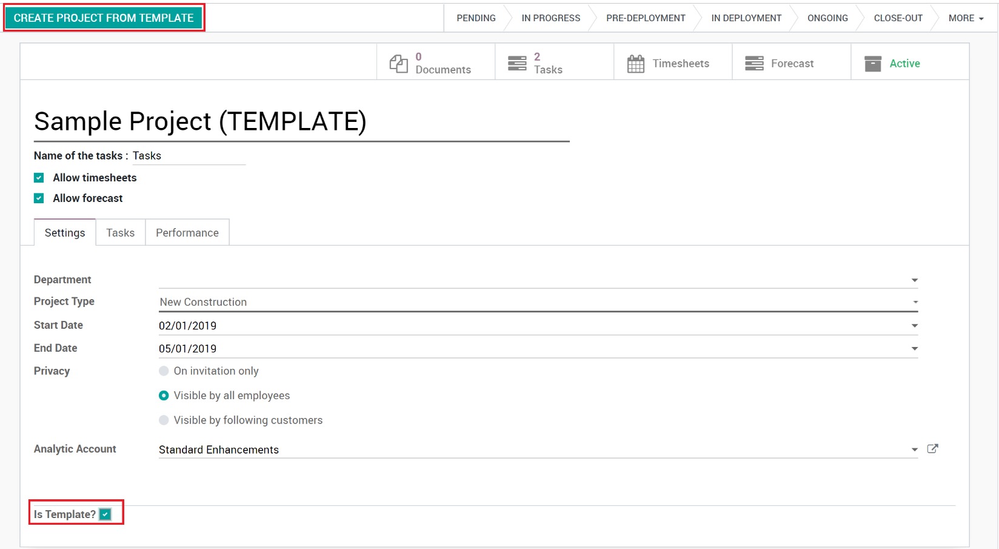 CREATE PROJECT FROM TEMPLATE
PENDING IN PROGRESS PRE-DEPLOYMENT IN DEPLOYMENT ONGOING CLOSE-OUT MORE
0 Documents
2 Tasks
Timesheets
Forecast
Active
Sample Project (TEMPLATE)
Name of the tasks : Tasks
Allow timesheets
Allow forecast
Settings Tasks Performance
Department
Project Type New Construction
Start Date 02/01/2019
End Date 05/01/2019
Privacy On invitation only
Visible by all employees
Visible by following customers
Analytic Account Standard Enhancements
Is Template?